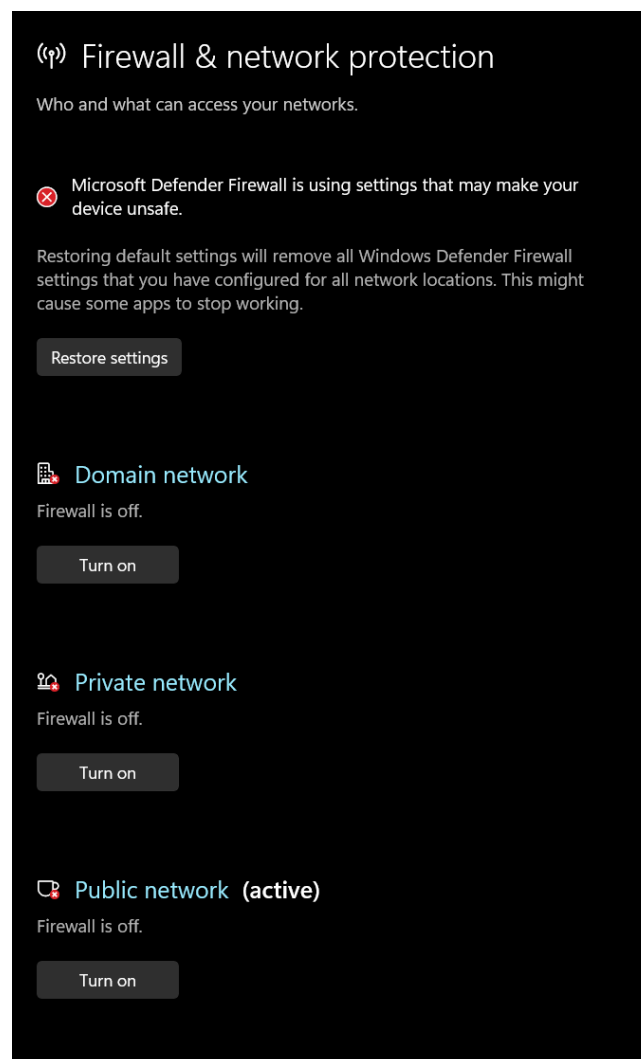 Firewall & network protection
Who and what can access your networks.
Microsoft Defender Firewall is using settings that may make your
device unsafe.
Restoring default settings will remove all Windows Defender Firewall
settings that you have configured for all network locations. This might
cause some apps to stop working.
Restore settings
Domain network
Firewall is off.
Turn on
Private network
Firewall is off.
Turn on
Public network (active)
Firewall is off.
Turn on